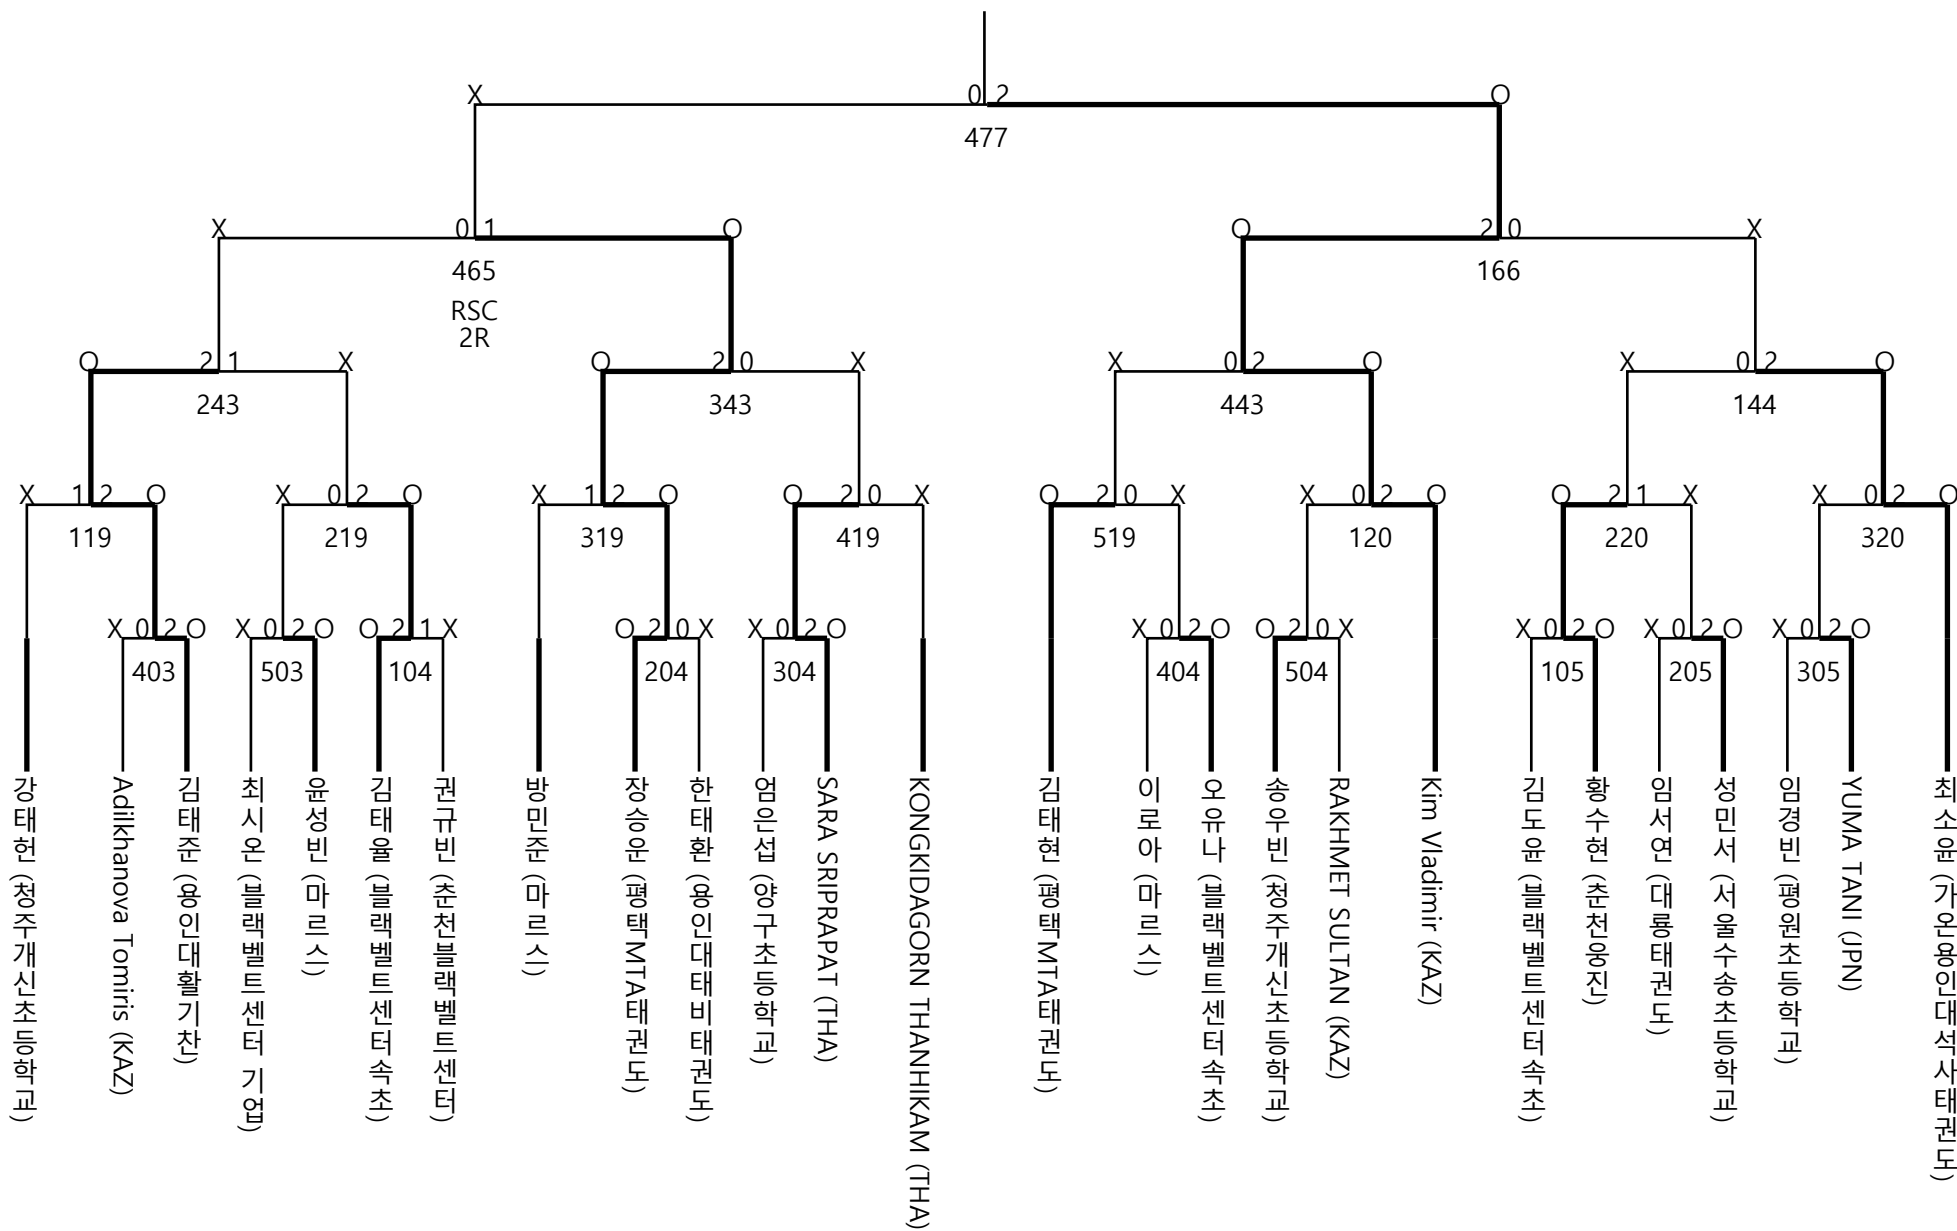 X 0 2 O
477
X 0 1 O O 2 0 X
465 166
RSC
2R
O 2 1 X O 2 0 X X 0 2 O X 0 2 O
243 343 443 144
X 1 2 O X 0 2 O X 1 2 O O 2 0 X O 2 0 X X 0 2 O O 2 1 X X 0 2 O
119 219 319 419 519 120 220 320
X 0 2 O X 0 2 O O 2 1 X O 2 0 X X 0 2 O X 0 2 O O 2 0 X X 0 2 O X 0 2 O X 0 2 O
403 503 104 204 304 404 504 105 205 305
강태헌 (청주개신초등학교)
Adilkhanova Tomiris (KAZ)
김태준 (용인대활기찬)
최시온 (블랙벨트센터 기업)
윤성빈 (마르스)
김태율 (블랙벨트센터속초)
권규빈 (춘천블랙벨트센터)
방민준 (마르스)
장승운 (평택MTA태권도)
한태환 (용인대태비태권도)
엄은섭 (양구초등학교)
SARA SRIPRAPAT (THA)
KONGKIDAGORN THANHIKAM (THA)
김태현 (평택MTA태권도)
이로아 (마르스)
오유나 (블랙벨트센터속초)
송우빈 (청주개신초등학교)
RAKHMET SULTAN (KAZ)
Kim Vladimir (KAZ)
김도윤 (블랙벨트센터속초)
황수현 (춘천웅진)
임서연 (대룡태권도)
성민서 (서울수송초등학교)
임경빈 (평원초등학교)
YUMA TANI (JPN)
최소윤 (가온용인대석사태권도)